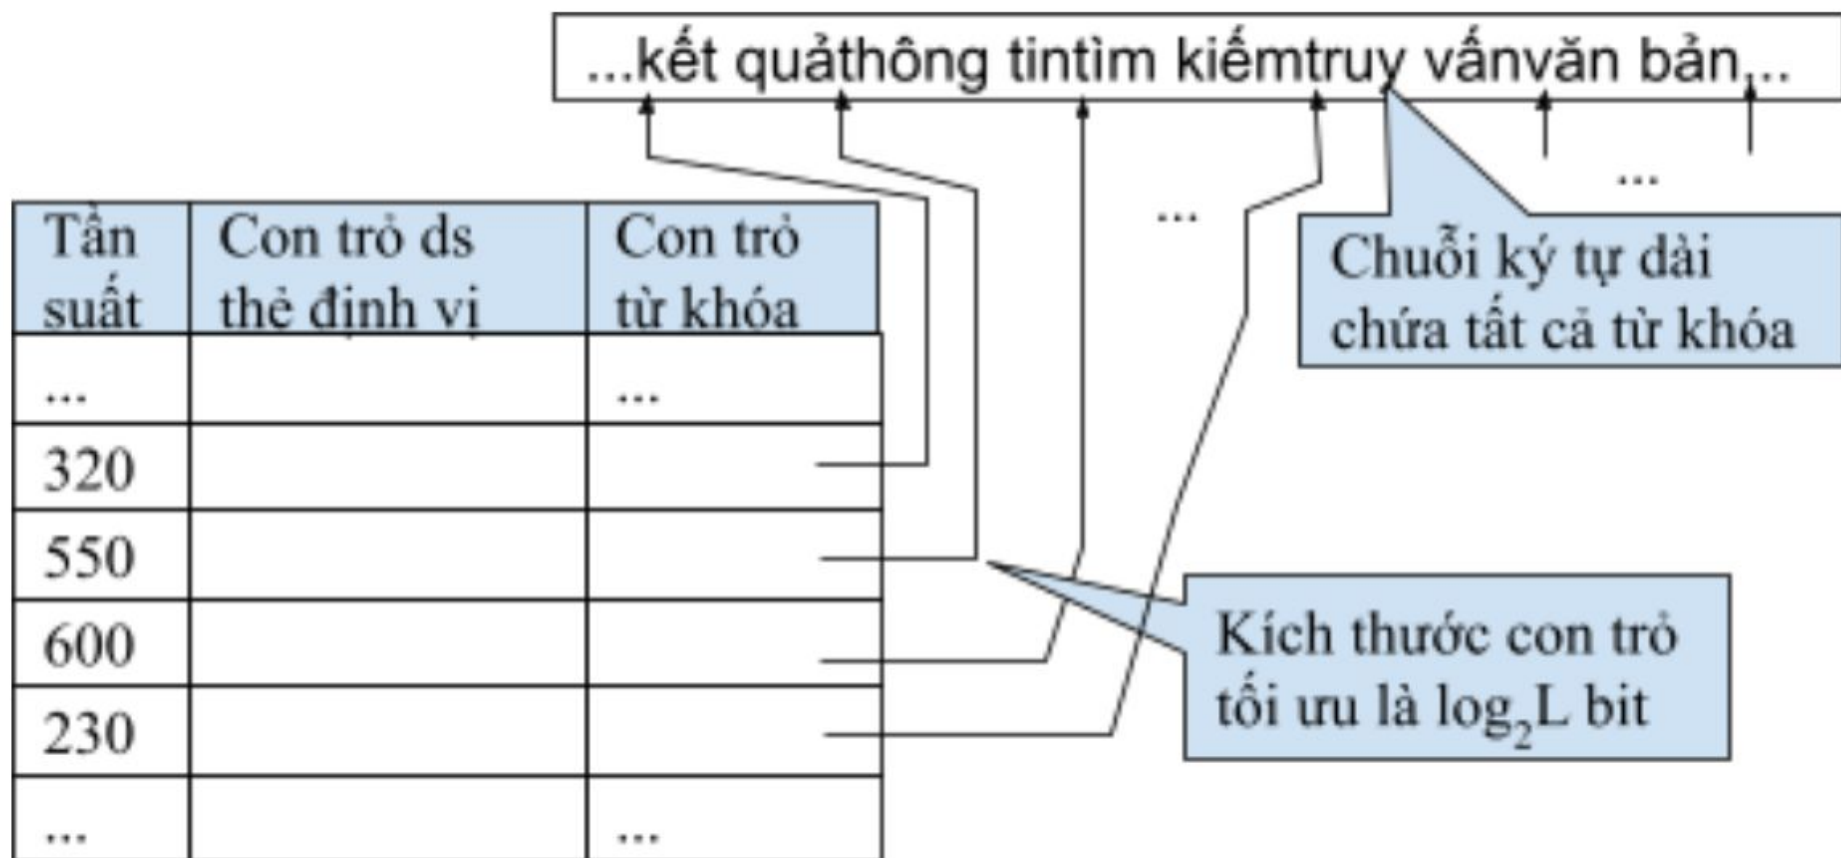 ...kết quảthông tintìm kiếmtruy vấnvăn bản...
...
...
Chuỗi ký tự dài
chứa tất cả từ khóa
Tần suất
Con trỏ ds
thẻ định vị
Con trỏ
từ khóa
... ...
320
550
600
230
... ...
Kích thước con trỏ
tối ưu là log₂L bit